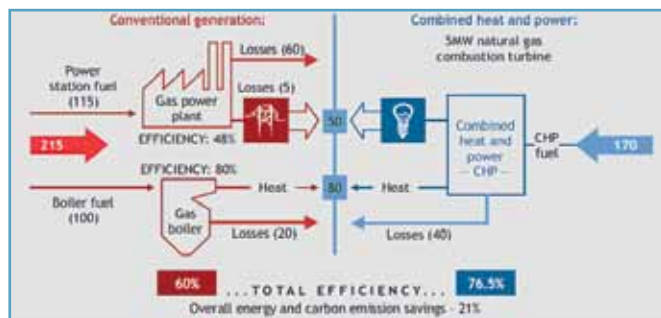 Conventional generation:
Combined heat and power:
5MW natural gas
combustion turbine
Losses (60)
Power
station fuel
(115)
Gas power
plant
Losses (5)
EFFICIENCY: 48%
50
Combined
heat and
power
— CHP —
CHP
fuel
215
170
EFFICIENCY: 80%
Boiler fuel
(100)
Gas
boiler
Heat
80
Heat
Losses (20)
Losses (40)
60%
...TOTAL EFFICIENCY...
76.5%
Overall energy and carbon emission savings - 21%